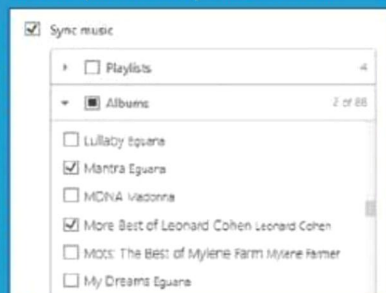 Sync music
Playlists 4
Albums 2 of 88
Lullaby Eguana
Mantra Eguana
MDNA Madonna
More Best of Leonard Cohen Leonard Cohen
Mots: The Best of Mylene Farm Mylene Farmer
My Dreams Eguana